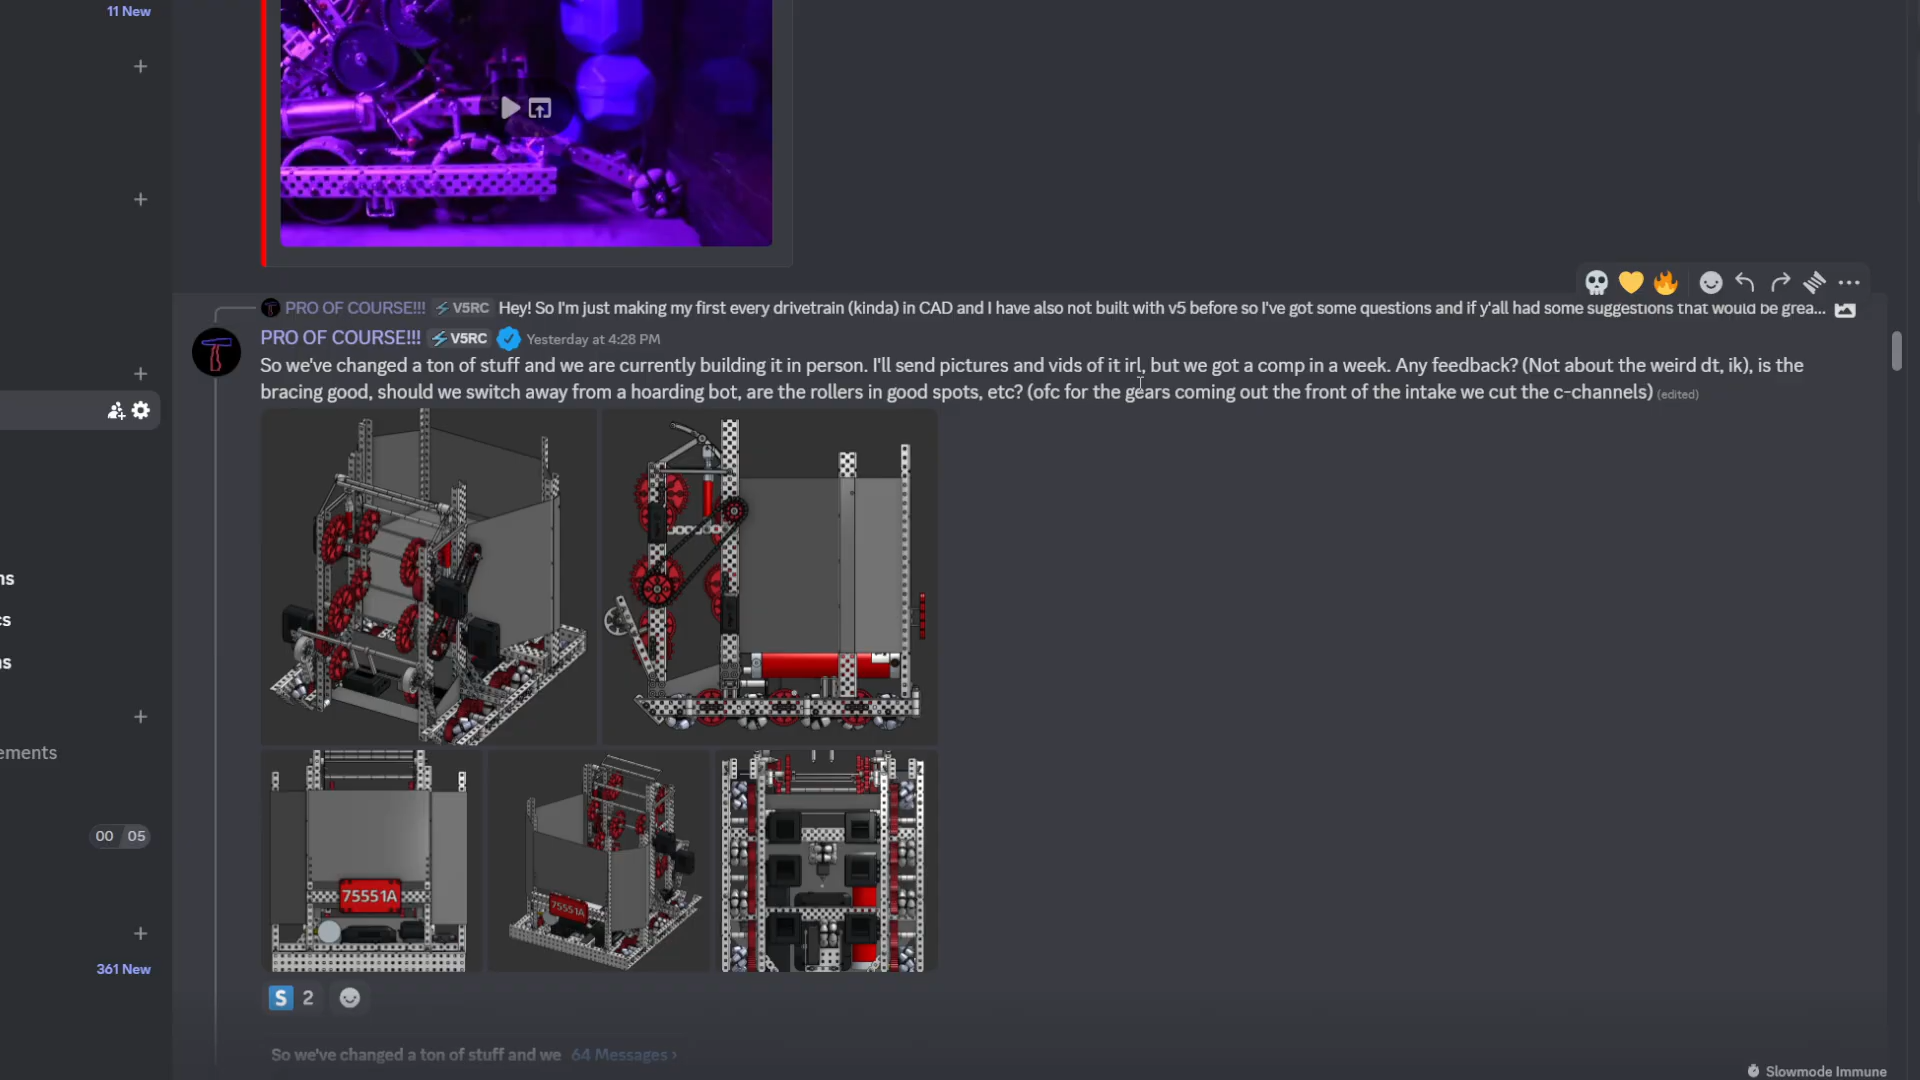 11 New
PRO OF COURSE!!! V5RC Hey! So I'm just making my first every drivetrain (kinda) in CAD and I have also not built with v5 before so I've got some questions and if y'all had some suggestions that would be grea...
PRO OF COURSE!!! V5RC Yesterday at 4:28 PM
So we've changed a ton of stuff and we are currently building it in person. I'll send pictures and vids of it irl, but we got a comp in a week. Any feedback? (Not about the weird dt, ik), is the
bracing good, should we switch away from a hoarding bot, are the rollers in good spots, etc? (ofc for the gears coming out the front of the intake we cut the c-channels) (edited)
ns
cs
ns
ements
00 05
75551A
75551A
361 New
S 2
So we've changed a ton of stuff and we 64 Messages ›
Slowmode Immune